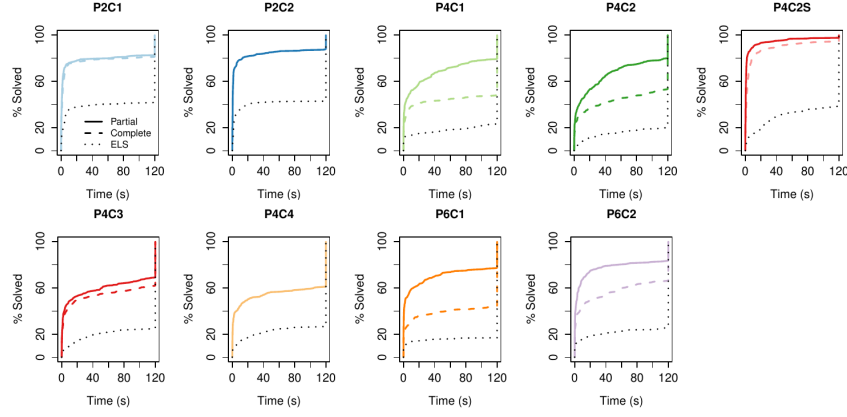 P2C1 P2C2 P4C1 P4C2 P4C2S
% Solved % Solved % Solved % Solved % Solved
100 100 100 100 100
60 60 60 60 60
20 20 20 20 20
0 0 0 0 0
Partial
Complete
ELS
0 40 80 120 0 40 80 120 0 40 80 120 0 40 80 120 0 40 80 120
Time (s) Time (s) Time (s) Time (s) Time (s)
P4C3 P4C4 P6C1 P6C2
% Solved % Solved % Solved % Solved
100 100 100 100
60 60 60 60
20 20 20 20
0 0 0 0
0 40 80 120 0 40 80 120 0 40 80 120 0 40 80 120
Time (s) Time (s) Time (s) Time (s)